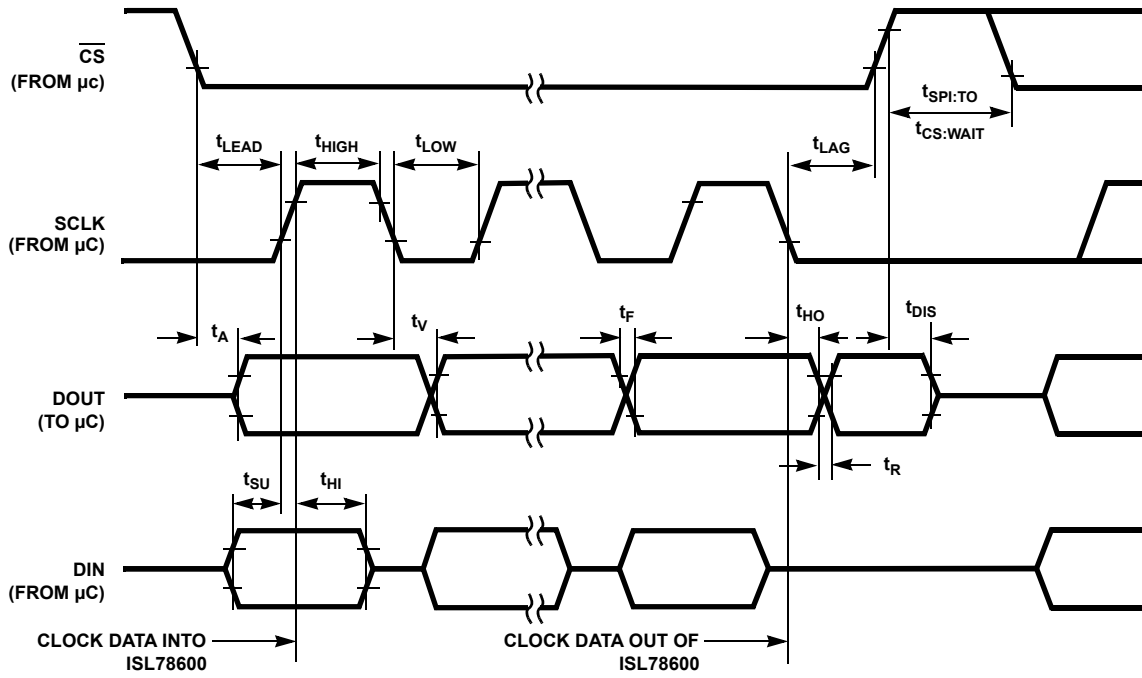 CS
(FROM µc)
tSPI:TO
tCS:WAIT
tLEAD
tHIGH
tLOW
tLAG
SCLK
(FROM µC)
tA
tV
tF
tHO
tDIS
DOUT
(TO µC)
tR
tSU
tHI
DIN
(FROM µC)
CLOCK DATA INTO
ISL78600
CLOCK DATA OUT OF
ISL78600